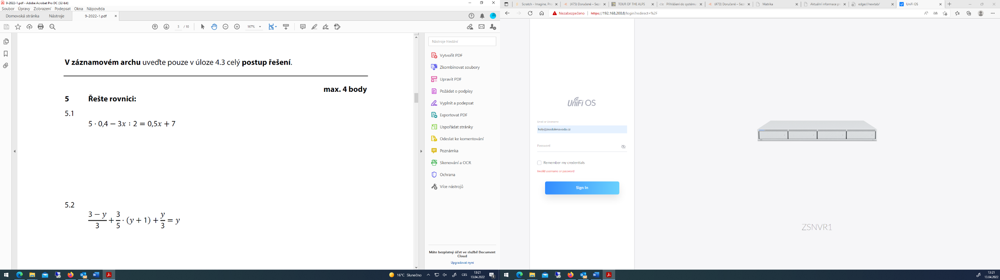 9-2022-1.pdf - Adobe Acrobat Pro DC (32-bit)
Soubor Úpravy Zobrazení Podepsat Okna Nápověda
Domovská stránka Nástroje 9-2022-1.pdf ×
3 / 10 167%
V záznamovém archu uveďte pouze v úloze 4.3 celý postup řešení.
max. 4 body
5 Řešte rovnici:
5.1
5 · 0,4 − 3x : 2 = 0,5x + 7
5.2
(3 − y)/3 + 3/5 · (y + 1) + y/3 = y
Nástroje hledání
Vytvořit PDF
Zkombinovat soubory
Upravit PDF
Požádat o podpisy
Vyplnit a podepsat
Exportovat PDF
Uspořádat stránky
Odeslat ke komentování
Poznámka
Skenování a OCR
Ochrana
Více nástrojů
Máte bezplatný účet ve službě Document
Cloud
Upgradovat nyní
16°C Slunečno CES 13:21
13.04.2022
4
Scratch - Imagine, Pro (475) Doručené – Sezn TOUR OF THE ALPS Přihlášení do systému (473) Doručené – Sezn Matrika Aktuální informace pr edge://newtab/ UniFi OS
Nezabezpečeno https://192.168.200.8/login?redirect=%2F
UniFi OS
Email or Username
holy@zsodolenavoda.cz
Password
Remember my credentials
Invalid username or password
Sign In
ZSNVR1
13:21
13.04.2022